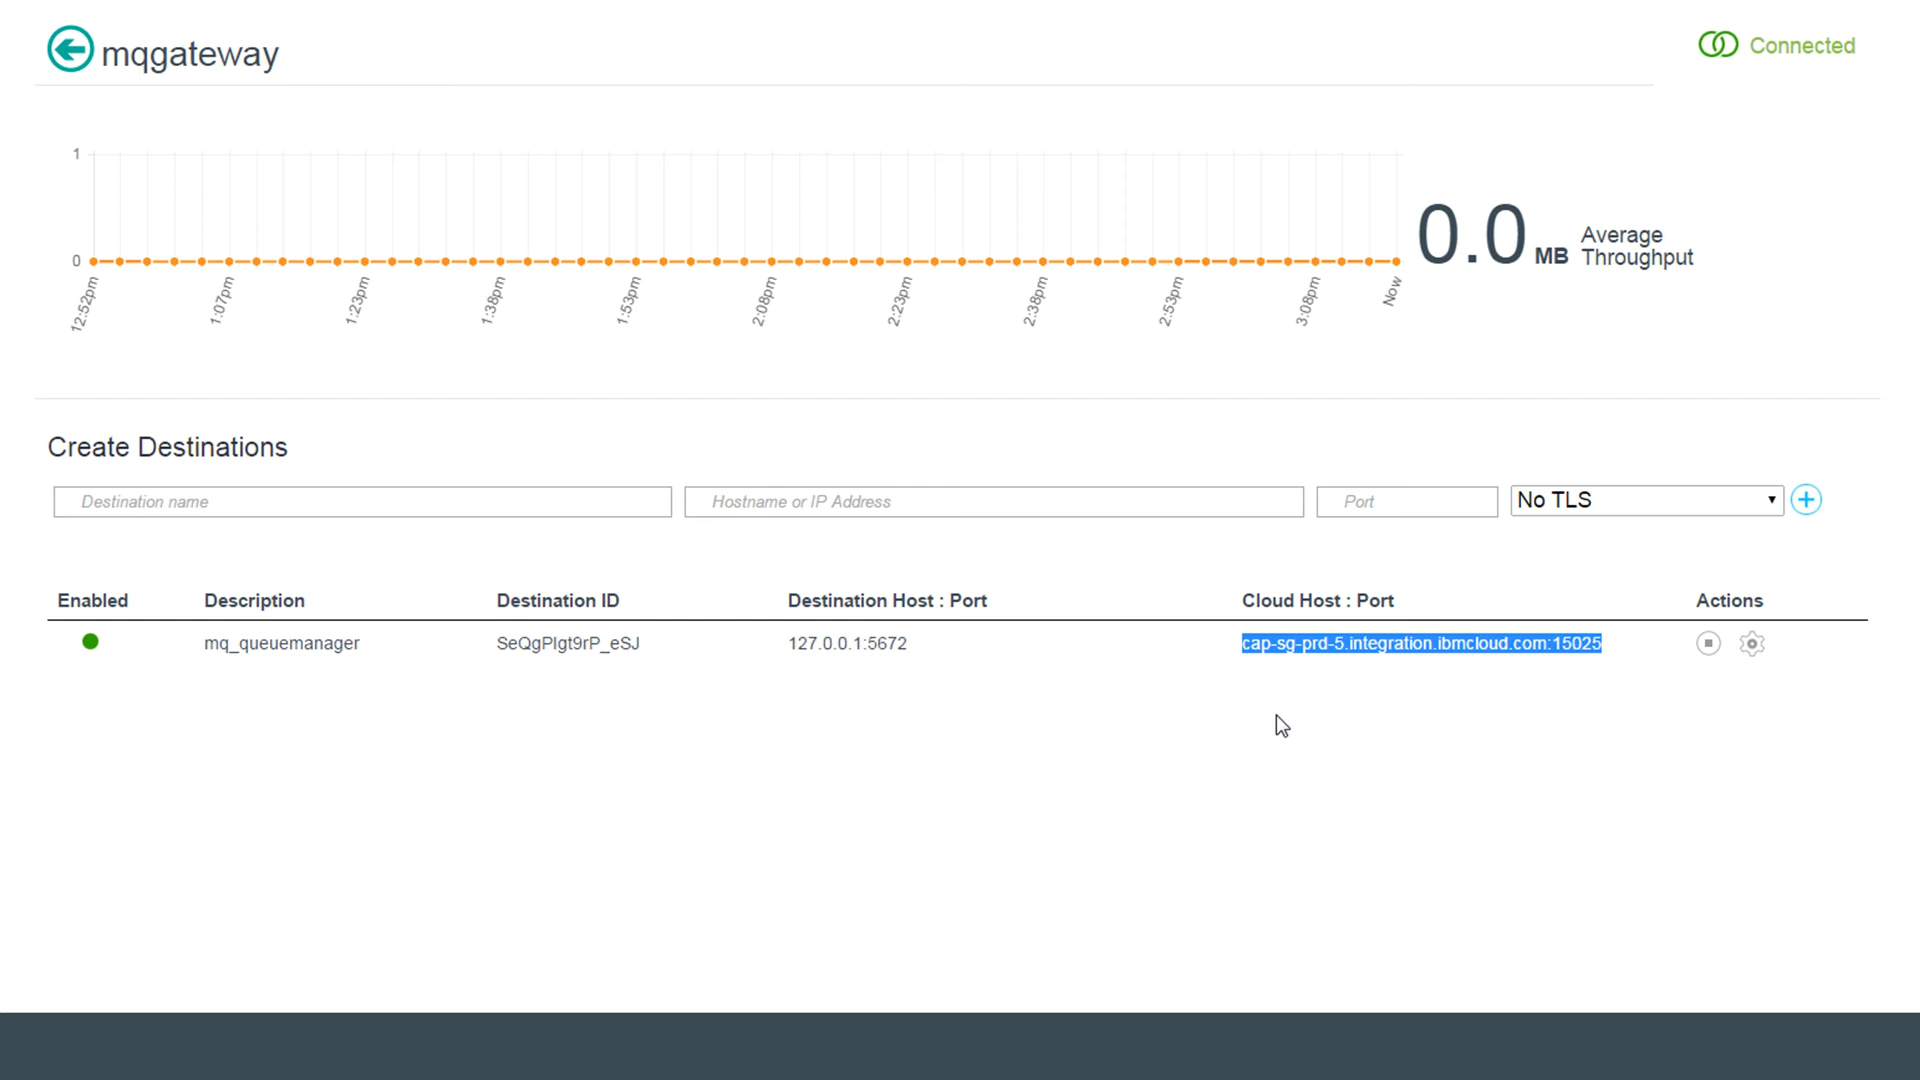 mqgateway
Connected
1
0
12:52pm 1:07pm 1:23pm 1:38pm 1:53pm 2:08pm 2:23pm 2:38pm 2:53pm 3:08pm Now
0.0 MB Average Throughput
Create Destinations
Destination name Hostname or IP Address Port No TLS
Enabled Description Destination ID Destination Host : Port Cloud Host : Port Actions
mq_queuemanager SeQgPlgt9rP_eSJ 127.0.0.1:5672 cap-sg-prd-5.integration.ibmcloud.com:15025